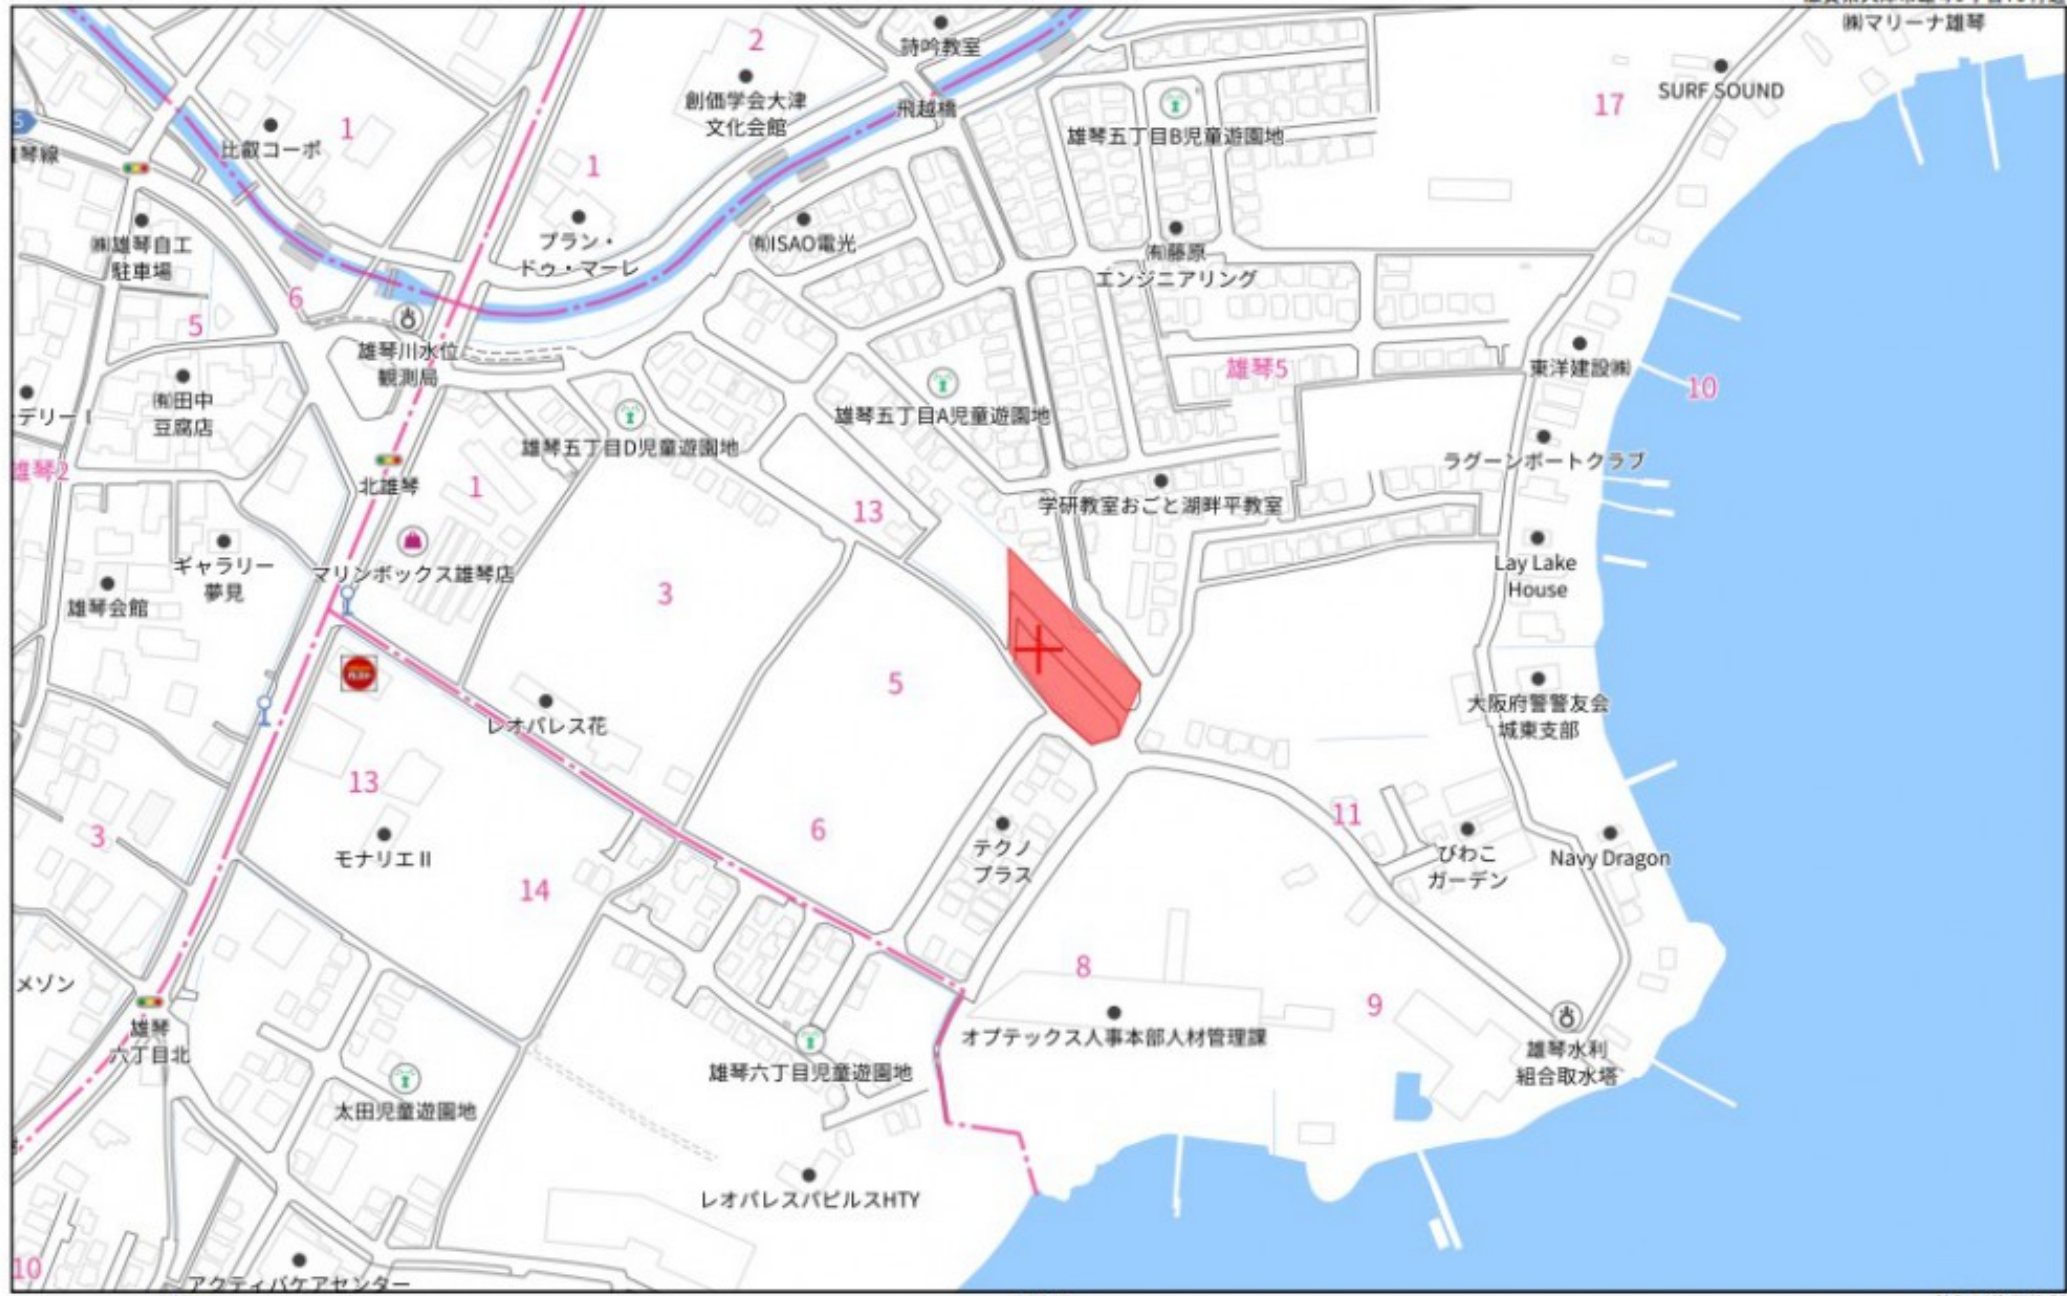 ㈱マリーナ雄琴
詩吟教室
2
SURF SOUND
創価学会大津
文化会館
飛越橋
17
5
比叡コーポ
1
雄琴五丁目B児童遊園地
琴線
1
㈱雄琴自工
駐車場
プラン・
ドゥ・マーレ
㈲ISAO電光
㈲藤原
エンジニアリング
6
5
雄琴川水位
観測局
雄琴5
東洋建設㈱
10
デリーⅠ
㈲田中
豆腐店
雄琴五丁目D児童遊園地
雄琴五丁目A児童遊園地
雄琴2
北雄琴
1
13
学研教室おごと湖畔平教室
ラグーンボートクラブ
ギャラリー
夢見
マリンボックス雄琴店
雄琴会館
3
Lay Lake
House
5
レオパレス花
大阪府警警友会
城東支部
13
3
モナリエⅡ
6
テクノ
プラス
11
びわこ
ガーデン
Navy Dragon
14
メゾン
8
9
雄琴
六丁目北
オプテックス人事本部人材管理課
雄琴水利
組合取水塔
雄琴六丁目児童遊園地
太田児童遊園地
レオパレスパピルスHTY
10
アクティバケアセンター